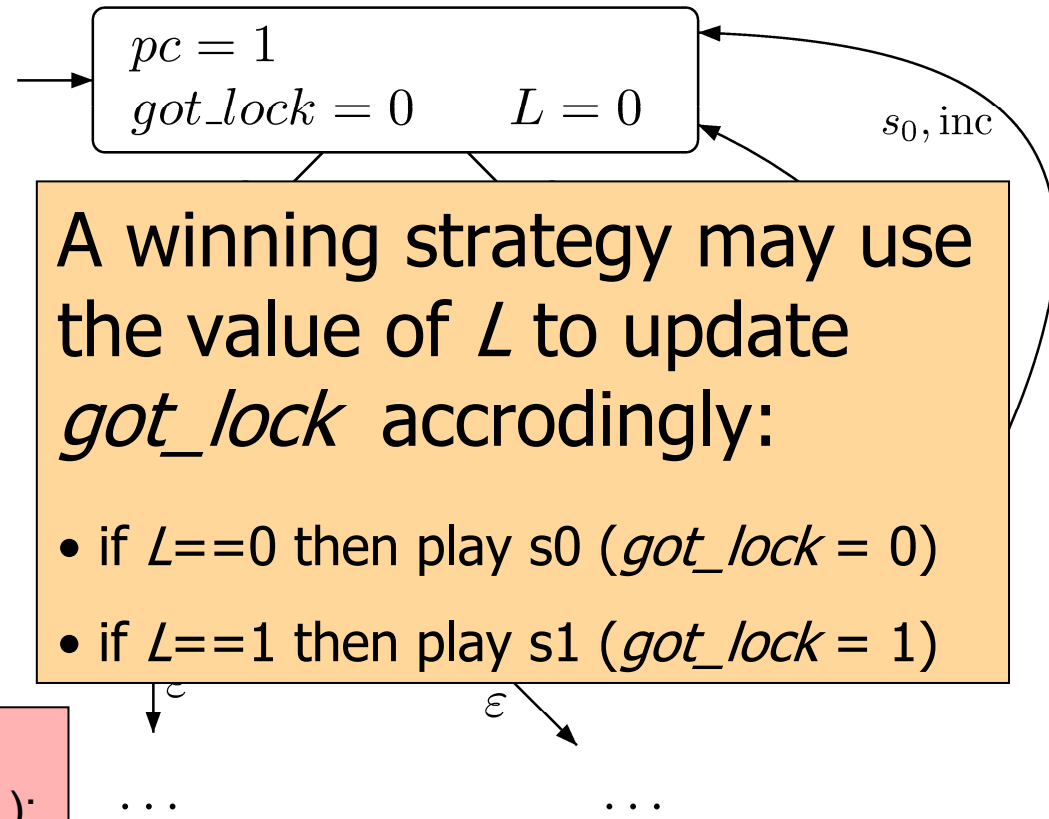 pc = 1
got_lock = 0 L = 0
s₀, inc
A winning strategy may use
the value of L to update
got_lock accrodingly:
• if L==0 then play s0 (got_lock = 0)
• if L==1 then play s1 (got_lock = 1)
ε
ε
):
... ...